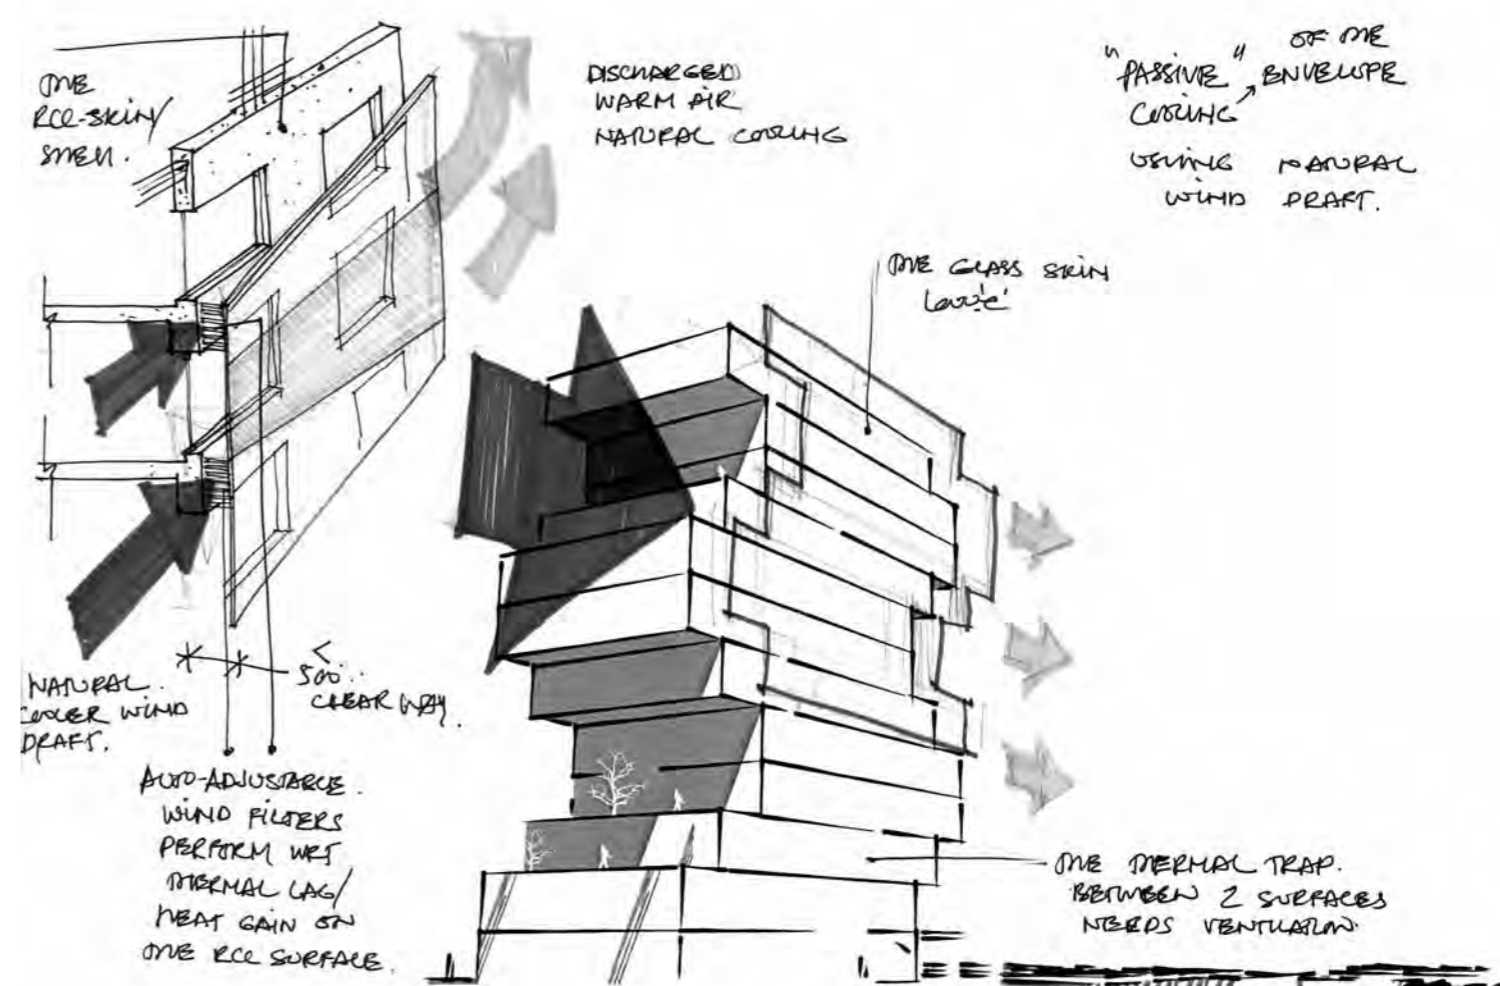 THE
RCC-SKIN/
SHELL.
DISCHARGED
WARM AIR
NATURAL COOLING
"PASSIVE" OF THE
COOLING ENVELOPE
USING NATURAL
WIND DRAFT.
THE GLASS SKIN
NATURAL
COOLER WIND
DRAFT.
<
500
CLEAR WAY.
AUTO-ADJUSTABLE.
WIND FILTERS
PERFORM WRT
THERMAL LAG/
HEAT GAIN ON
THE RCC SURFACE.
THE THERMAL TRAP.
BETWEEN 2 SURFACES
NEEDS VENTILATION.